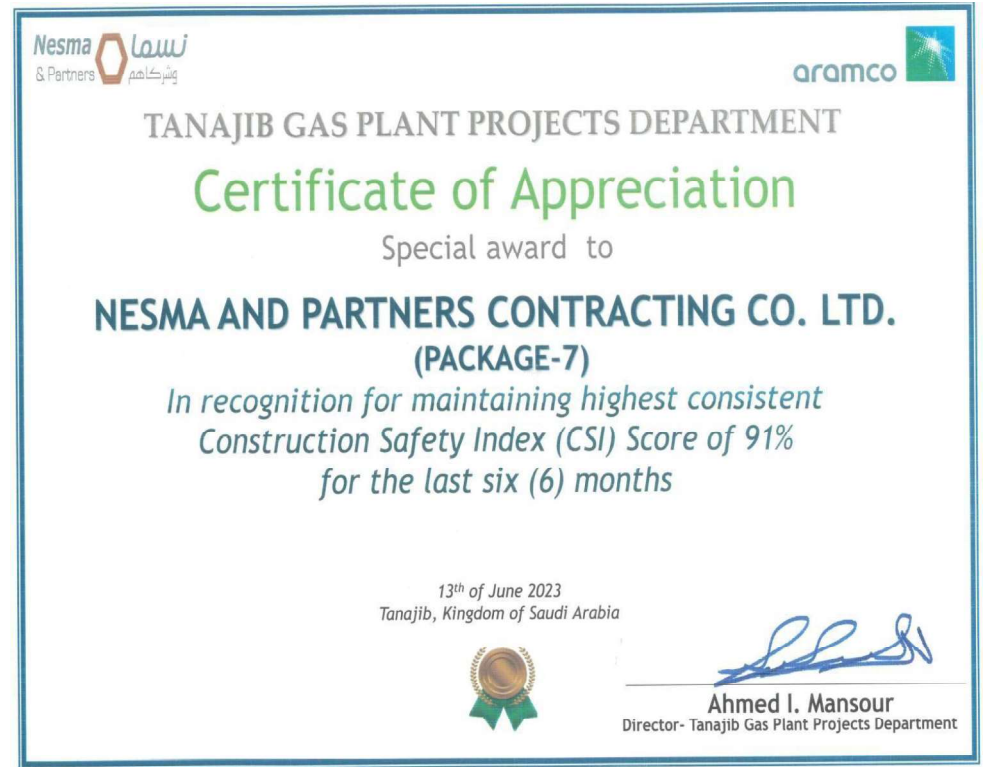 Nesma نسما
& Partners وشركاهم
aramco
TANAJIB GAS PLANT PROJECTS DEPARTMENT
Certificate of Appreciation
Special award to
NESMA AND PARTNERS CONTRACTING CO. LTD.
(PACKAGE-7)
In recognition for maintaining highest consistent
Construction Safety Index (CSI) Score of 91%
for the last six (6) months
13th of June 2023
Tanajib, Kingdom of Saudi Arabia
Ahmed I. Mansour
Director- Tanajib Gas Plant Projects Department